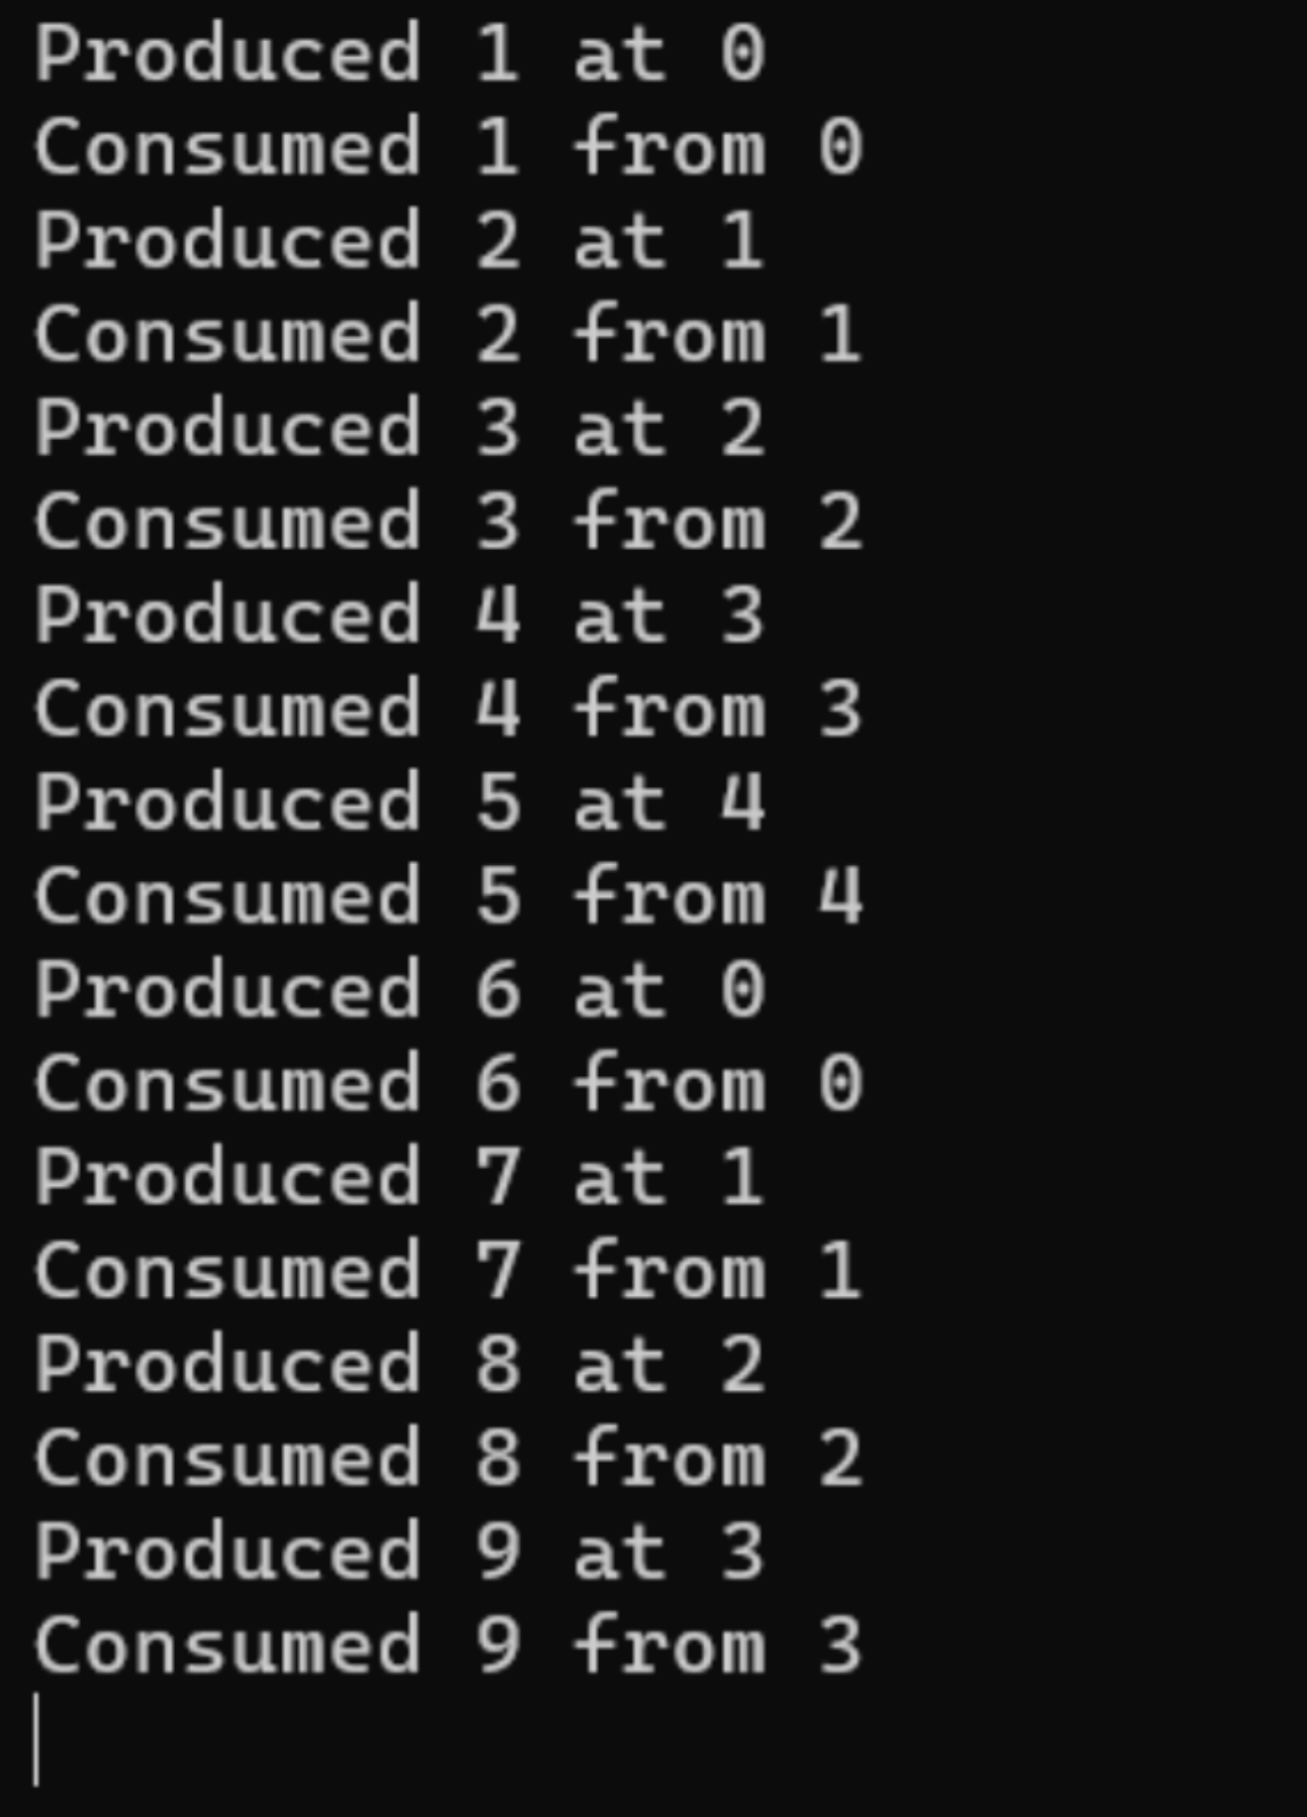 Produced 1 at 0
Consumed 1 from 0
Produced 2 at 1
Consumed 2 from 1
Produced 3 at 2
Consumed 3 from 2
Produced 4 at 3
Consumed 4 from 3
Produced 5 at 4
Consumed 5 from 4
Produced 6 at 0
Consumed 6 from 0
Produced 7 at 1
Consumed 7 from 1
Produced 8 at 2
Consumed 8 from 2
Produced 9 at 3
Consumed 9 from 3